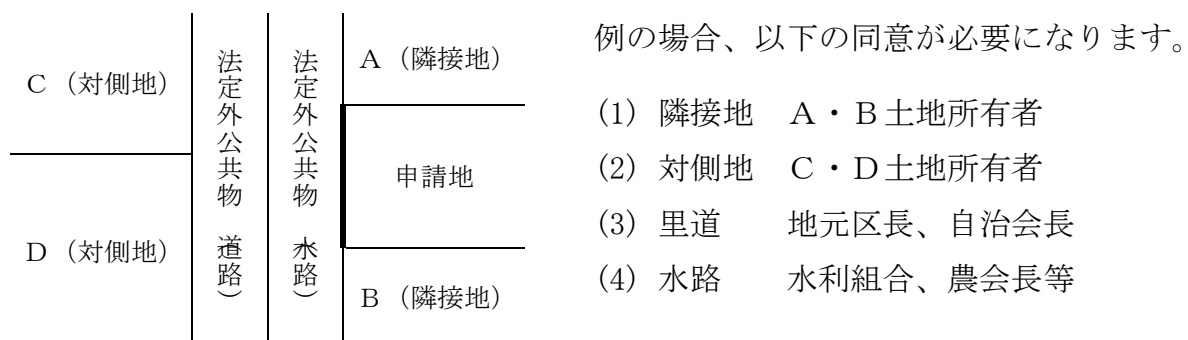 C（対側地）
D（対側地）
法定外公共物（道路）
法定外公共物（水路）
A（隣接地）
申請地
B（隣接地）
例の場合、以下の同意が必要になります。
(1) 隣接地　A・B土地所有者
(2) 対側地　C・D土地所有者
(3) 里道　　地元区長、自治会長
(4) 水路　　水利組合、農会長等